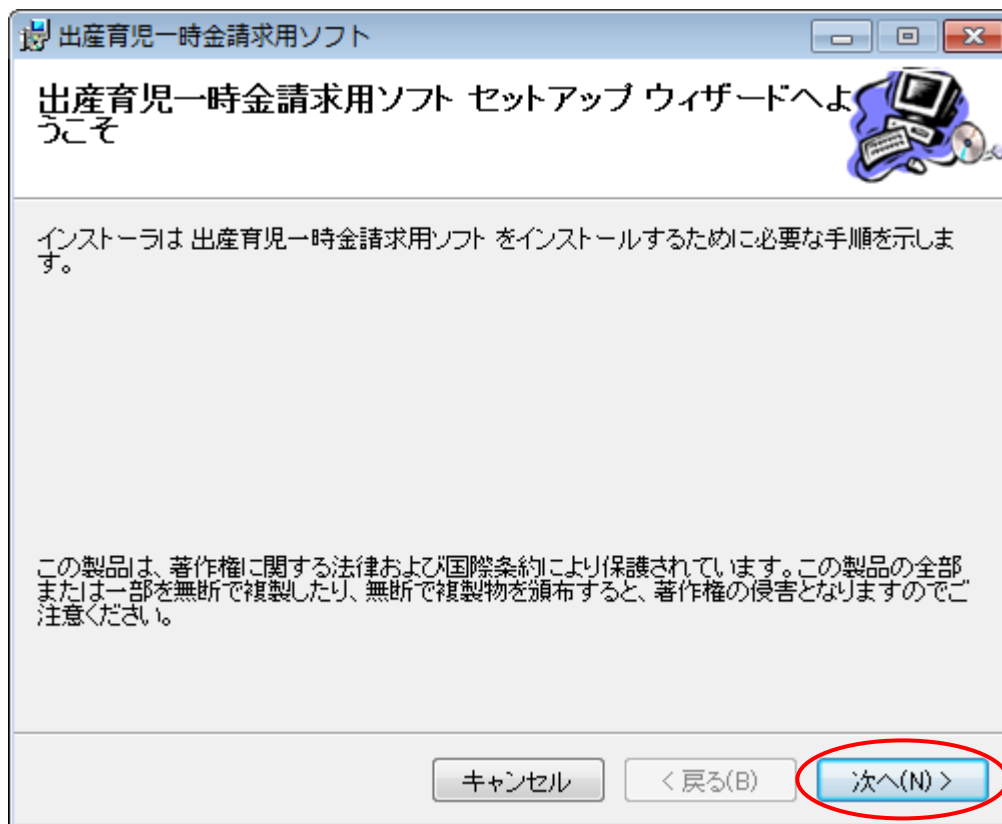 出産育児一時金請求用ソフト
出産育児一時金請求用ソフト セットアップ ウィザードへよ
うこそ
インストーラは 出産育児一時金請求用ソフト をインストールするために必要な手順を示しま
す。
この製品は、著作権に関する法律および国際条約により保護されています。この製品の全部
または一部を無断で複製したり、無断で複製物を頒布すると、著作権の侵害となりますのでご
注意ください。
キャンセル
< 戻る(B)
次へ(N) >